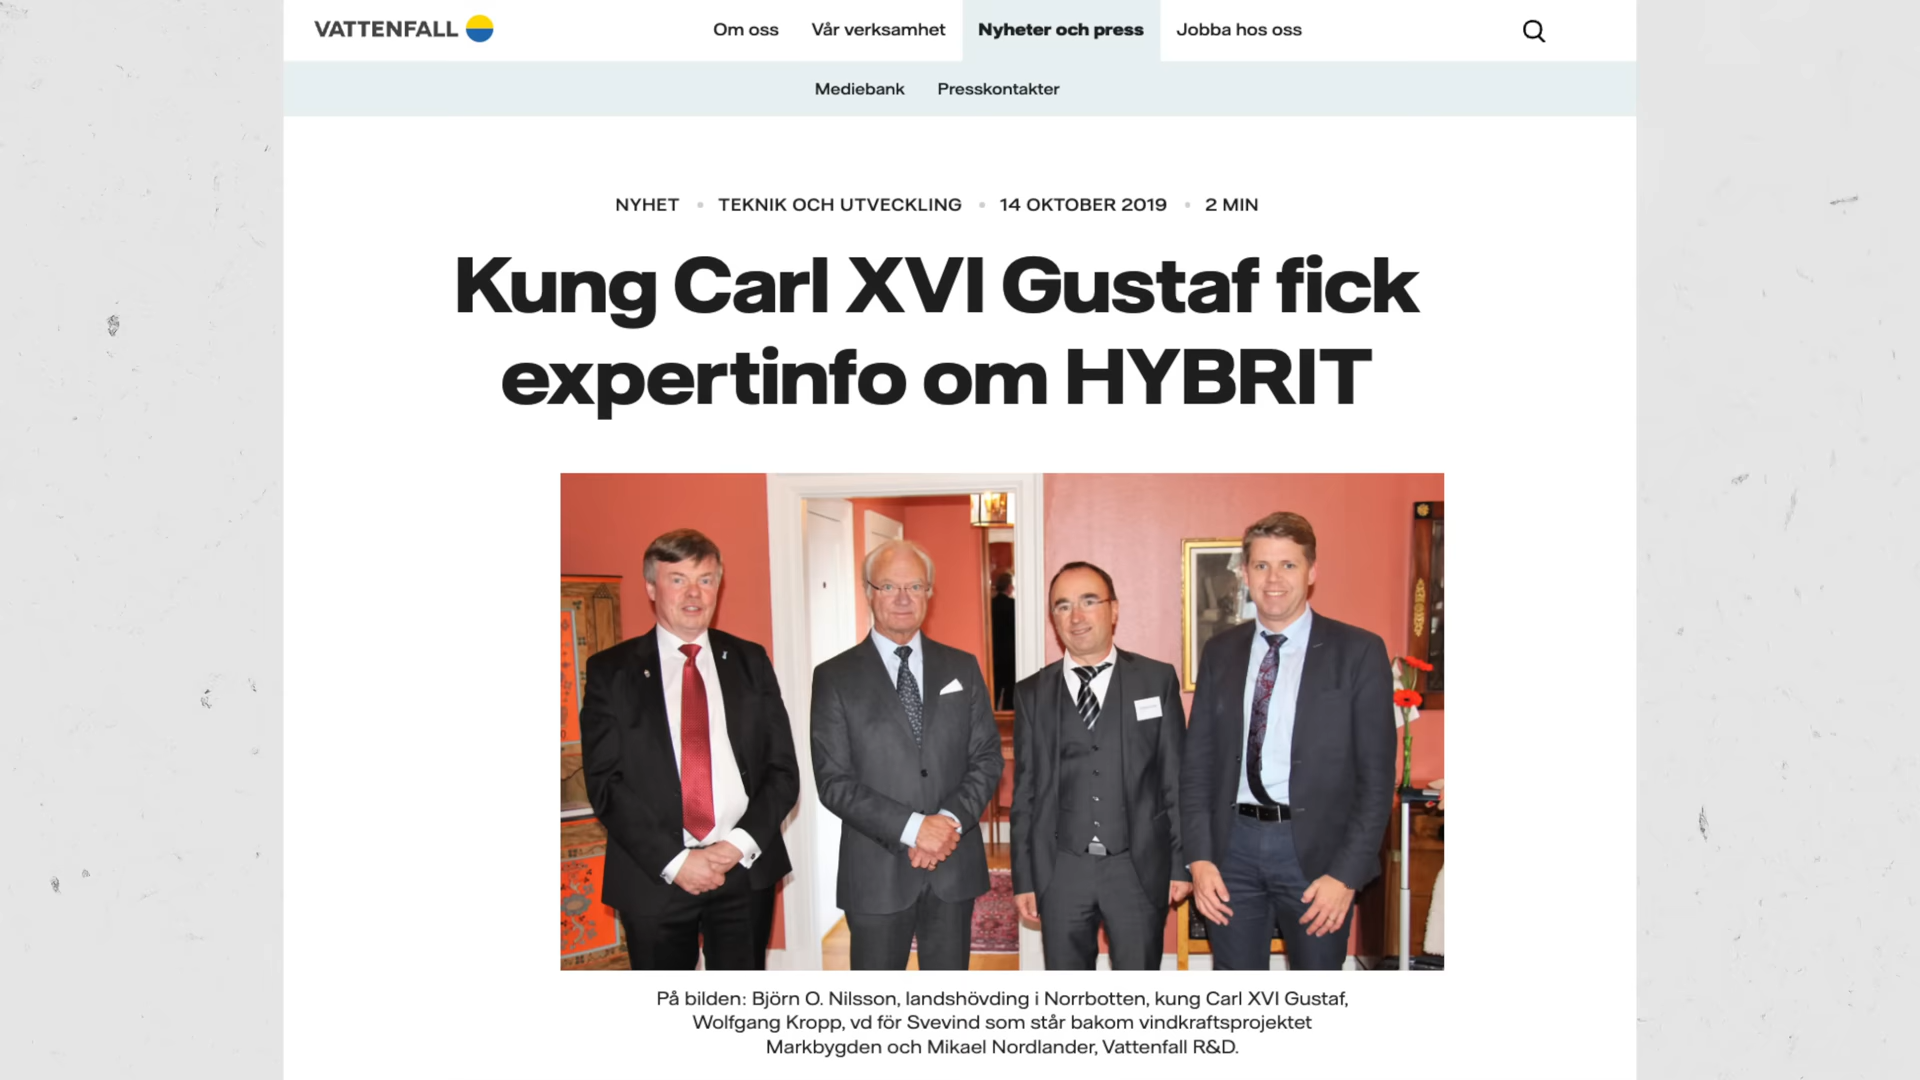 VATTENFALL
Om oss
Vår verksamhet
Nyheter och press
Jobba hos oss
Mediebank
Presskontakter
NYHET • TEKNIK OCH UTVECKLING • 14 OKTOBER 2019 • 2 MIN
Kung Carl XVI Gustaf fick
expertinfo om HYBRIT
På bilden: Björn O. Nilsson, landshövding i Norrbotten, kung Carl XVI Gustaf,
Wolfgang Kropp, vd för Svevind som står bakom vindkraftsprojektet
Markbygden och Mikael Nordlander, Vattenfall R&D.